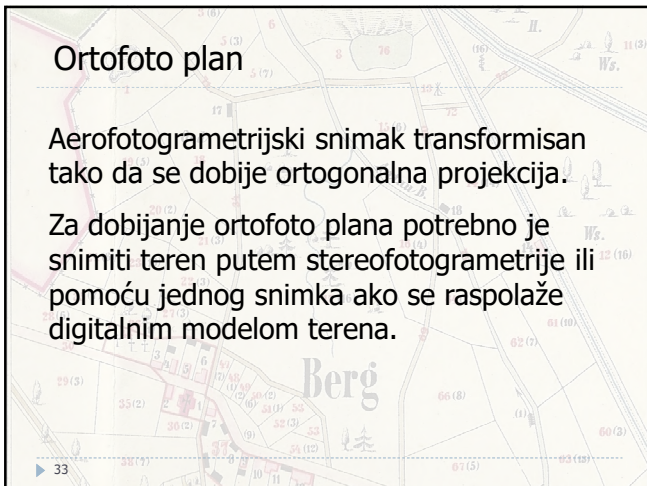 Ortofoto plan
Aerofotogrametrijski snimak transformisan
tako da se dobije ortogonalna projekcija.
Za dobijanje ortofoto plana potrebno je
snimiti teren putem stereofotogrametrije ili
pomoću jednog snimka ako se raspolaže
digitalnim modelom terena.
Berg
33